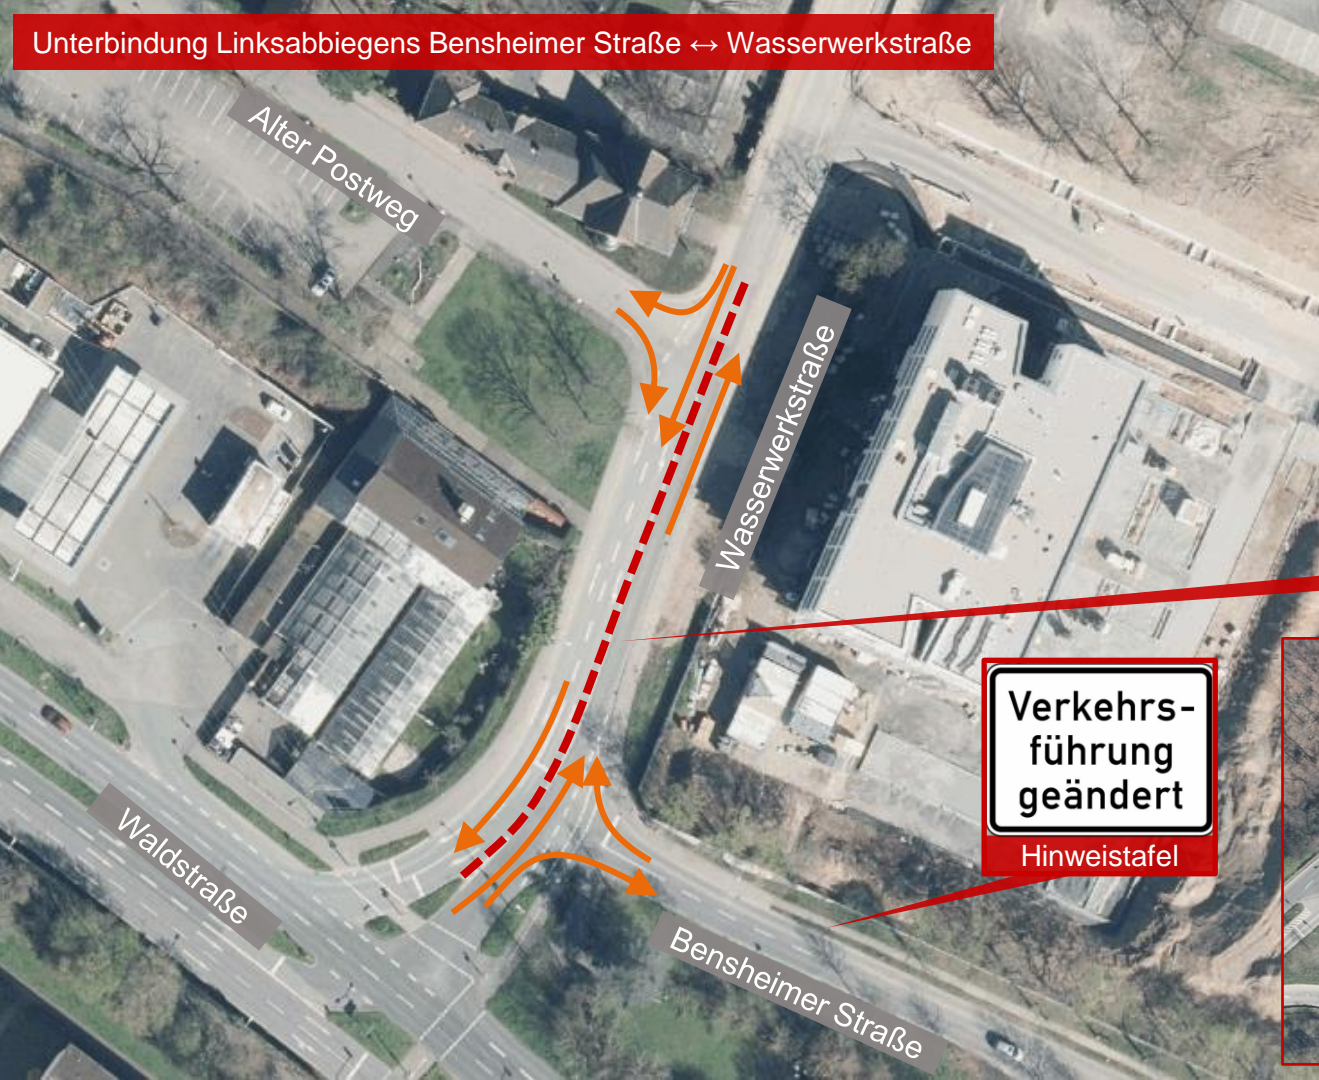 Unterbindung Linksabbiegens Bensheimer Straße ↔ Wasserwerkstraße
Alter Postweg
Wasserwerkstraße
Verkehrs-
führung
geändert
Hinweistafel
Waldstraße
Bensheimer Straße